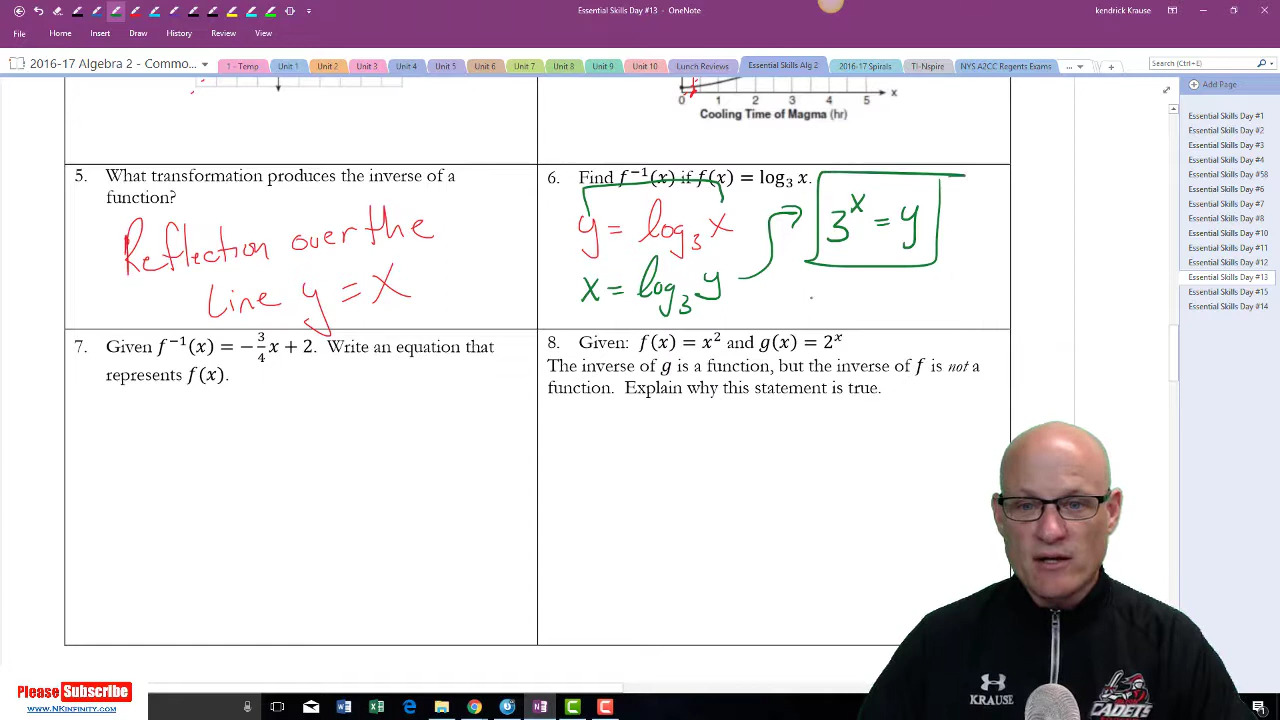 Essential Skills Day #13 - OneNote
kendrick Krause
File Home Insert Draw History Review View
2016-17 Algebra 2 - Commo...
1 - Temp Unit 1 Unit 2 Unit 3 Unit 4 Unit 5 Unit 6 Unit 7 Unit 8 Unit 9 Unit 10 Lunch Reviews Essential Skills Alg 2 2016-17 Spirals TI-Nspire NYS A2CC Regents Exams ...
Search (Ctrl+E)
Add Page
Essential Skills Day #1
Essential Skills Day #2
Essential Skills Day #3
Essential Skills Day #4
Essential Skills Day #58
Essential Skills Day #6
Essential Skills Day #7
Essential Skills Day #8
Essential Skills Day #9
Essential Skills Day #10
Essential Skills Day #11
Essential Skills Day #12
Essential Skills Day #13
Essential Skills Day #15
Essential Skills Day #14
0 1 2 3 4 5 x
Cooling Time of Magma (hr)
5. What transformation produces the inverse of a
function?
Reflection over the
line y = x
6. Find f⁻¹(x) if f(x) = log₃ x.
y = log₃ x
x = log₃ y
3ˣ = y
7. Given f⁻¹(x) = −3/4 x + 2. Write an equation that
represents f(x).
8. Given: f(x) = x² and g(x) = 2ˣ
The inverse of g is a function, but the inverse of f is not a
function. Explain why this statement is true.
KRAUSE
CADETS
Please Subscribe
www.NKinfinity.com